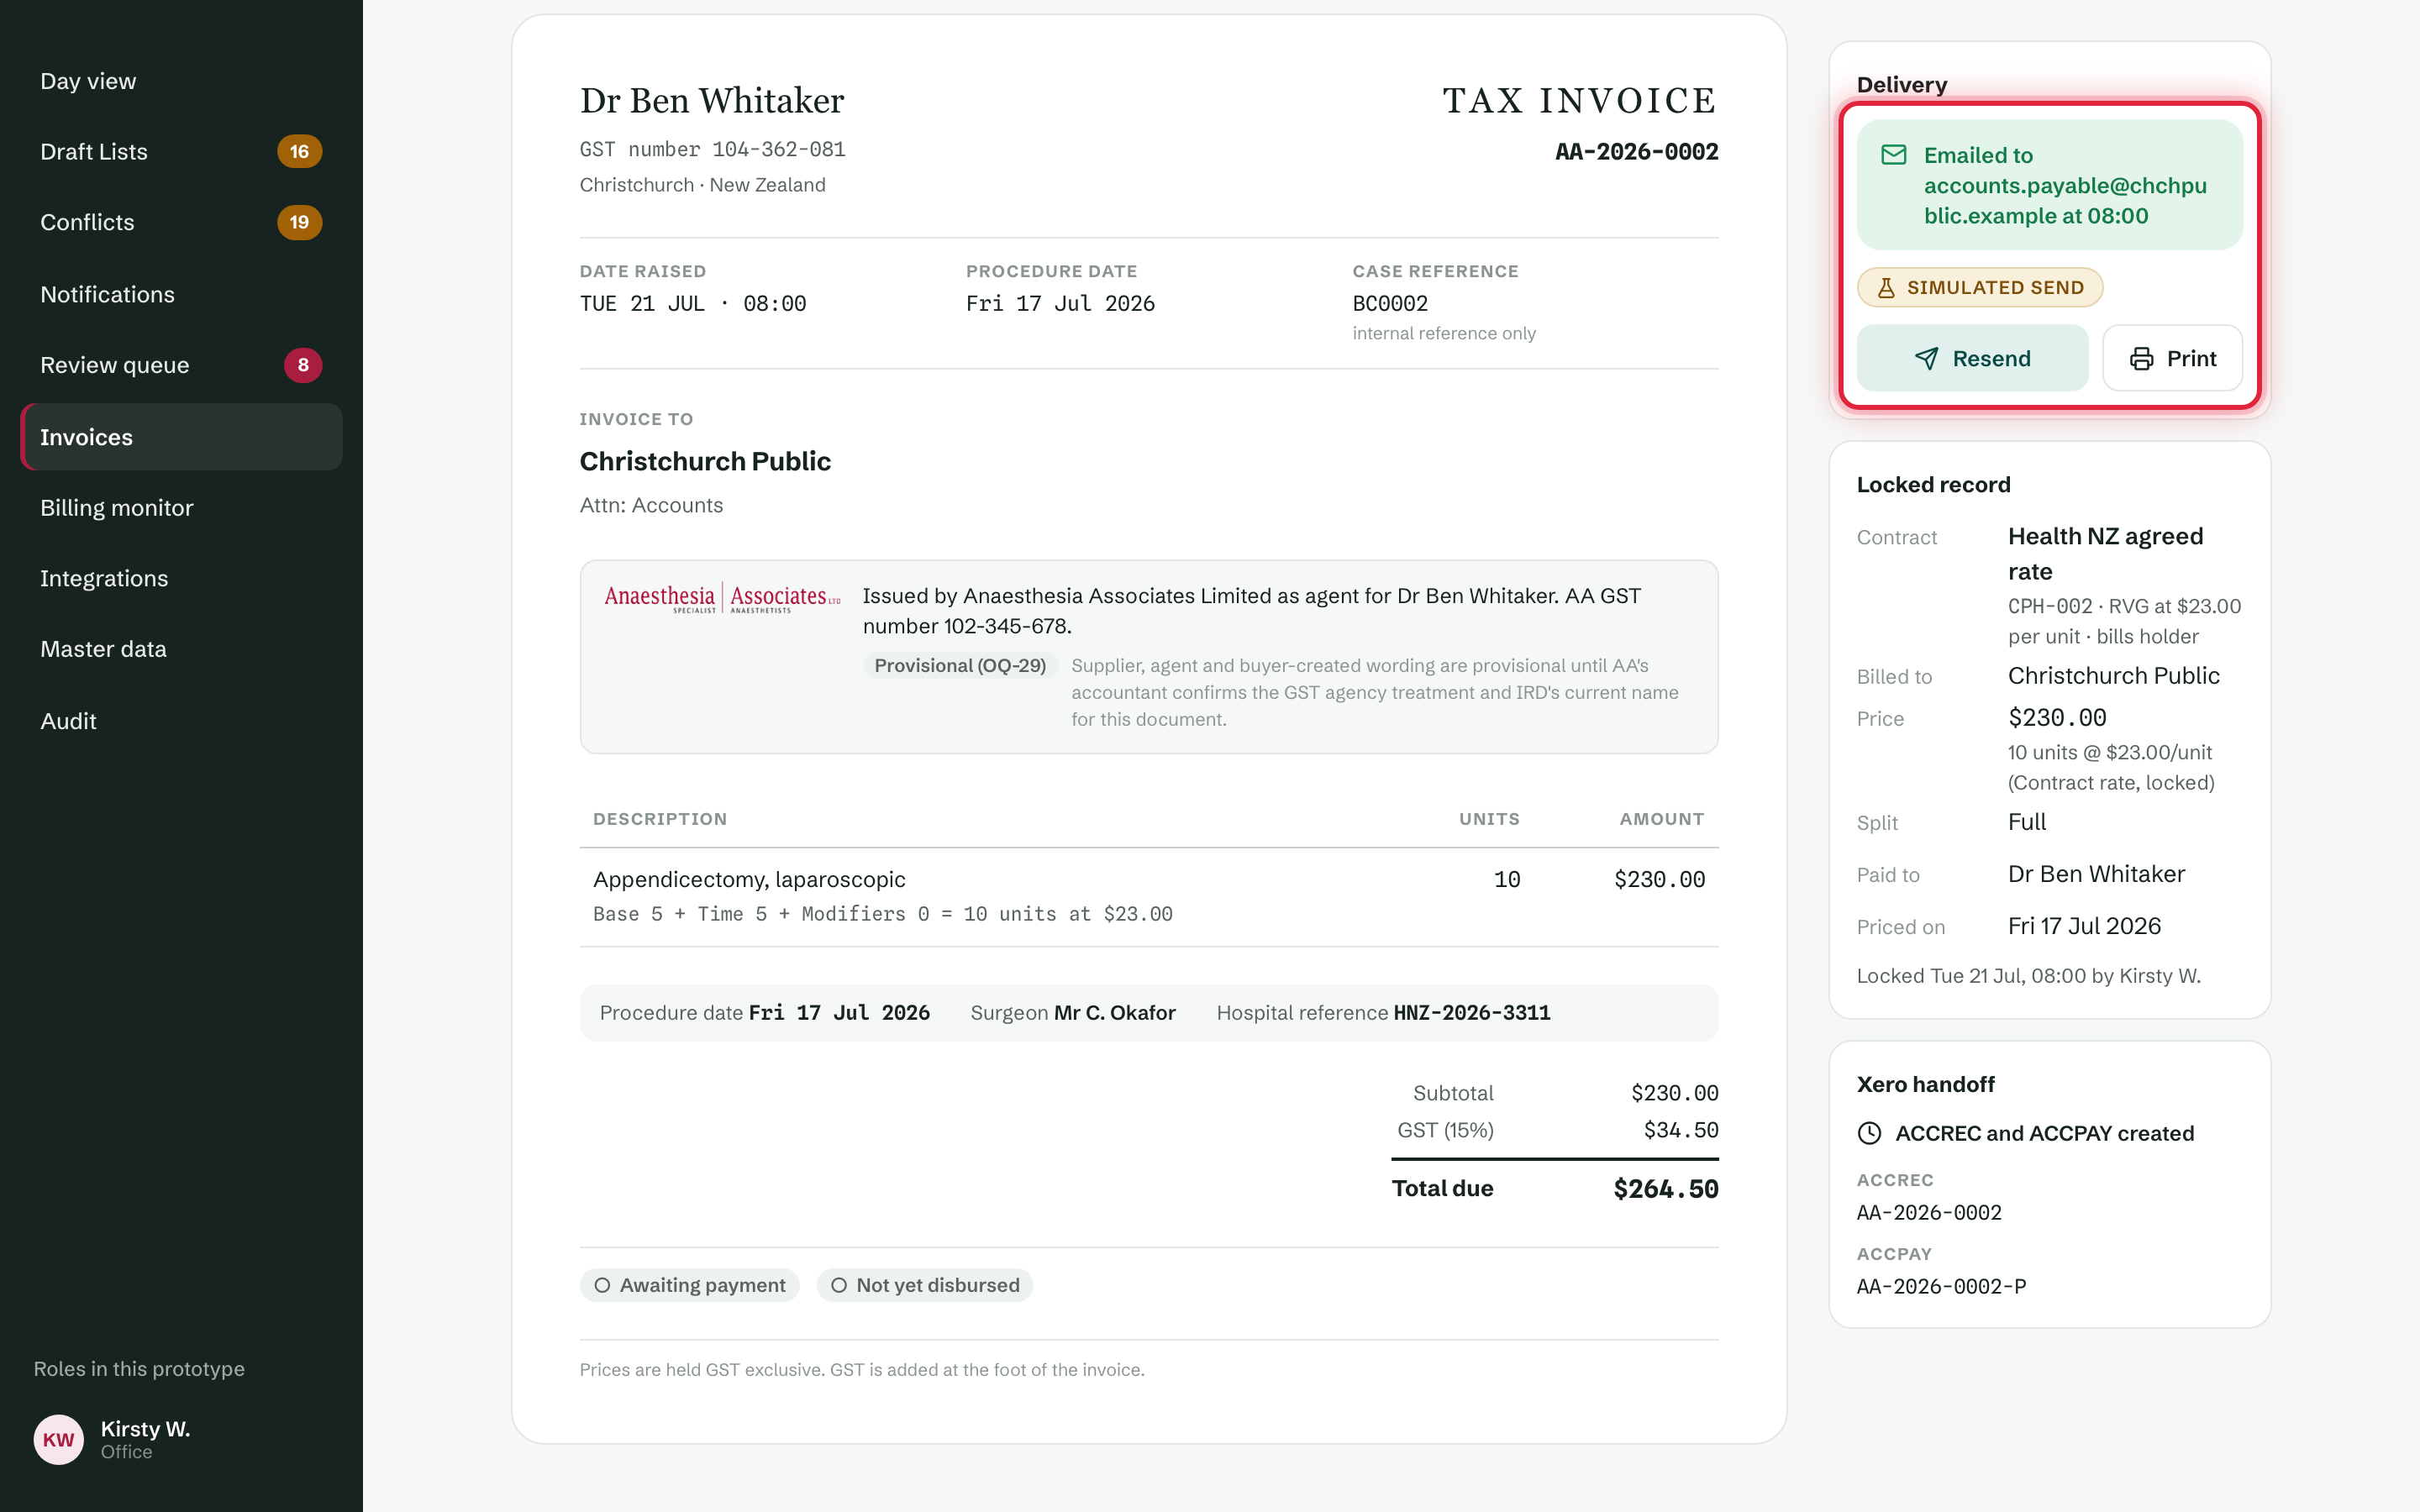 Day view
Draft Lists 16
Conflicts 19
Notifications
Review queue 8
Invoices
Billing monitor
Integrations
Master data
Audit
Roles in this prototype
KW
Kirsty W.
Office
Dr Ben Whitaker
GST number 104-362-081
Christchurch · New Zealand
TAX INVOICE
AA-2026-0002
DATE RAISED
TUE 21 JUL · 08:00
PROCEDURE DATE
Fri 17 Jul 2026
CASE REFERENCE
BC0002
internal reference only
INVOICE TO
Christchurch Public
Attn: Accounts
Anaesthesia Associates LTD
SPECIALIST ANAESTHETISTS
Issued by Anaesthesia Associates Limited as agent for Dr Ben Whitaker. AA GST
number 102-345-678.
Provisional (OQ-29)
Supplier, agent and buyer-created wording are provisional until AA's
accountant confirms the GST agency treatment and IRD's current name
for this document.
DESCRIPTION UNITS AMOUNT
Appendicectomy, laparoscopic 10 $230.00
Base 5 + Time 5 + Modifiers 0 = 10 units at $23.00
Procedure date Fri 17 Jul 2026 Surgeon Mr C. Okafor Hospital reference HNZ-2026-3311
Subtotal $230.00
GST (15%) $34.50
Total due $264.50
Awaiting payment Not yet disbursed
Prices are held GST exclusive. GST is added at the foot of the invoice.
Delivery
Emailed to
accounts.payable@chchpu
blic.example at 08:00
SIMULATED SEND
Resend Print
Locked record
Contract Health NZ agreed
rate
CPH-002 · RVG at $23.00
per unit · bills holder
Billed to Christchurch Public
Price $230.00
10 units @ $23.00/unit
(Contract rate, locked)
Split Full
Paid to Dr Ben Whitaker
Priced on Fri 17 Jul 2026
Locked Tue 21 Jul, 08:00 by Kirsty W.
Xero handoff
ACCREC and ACCPAY created
ACCREC
AA-2026-0002
ACCPAY
AA-2026-0002-P